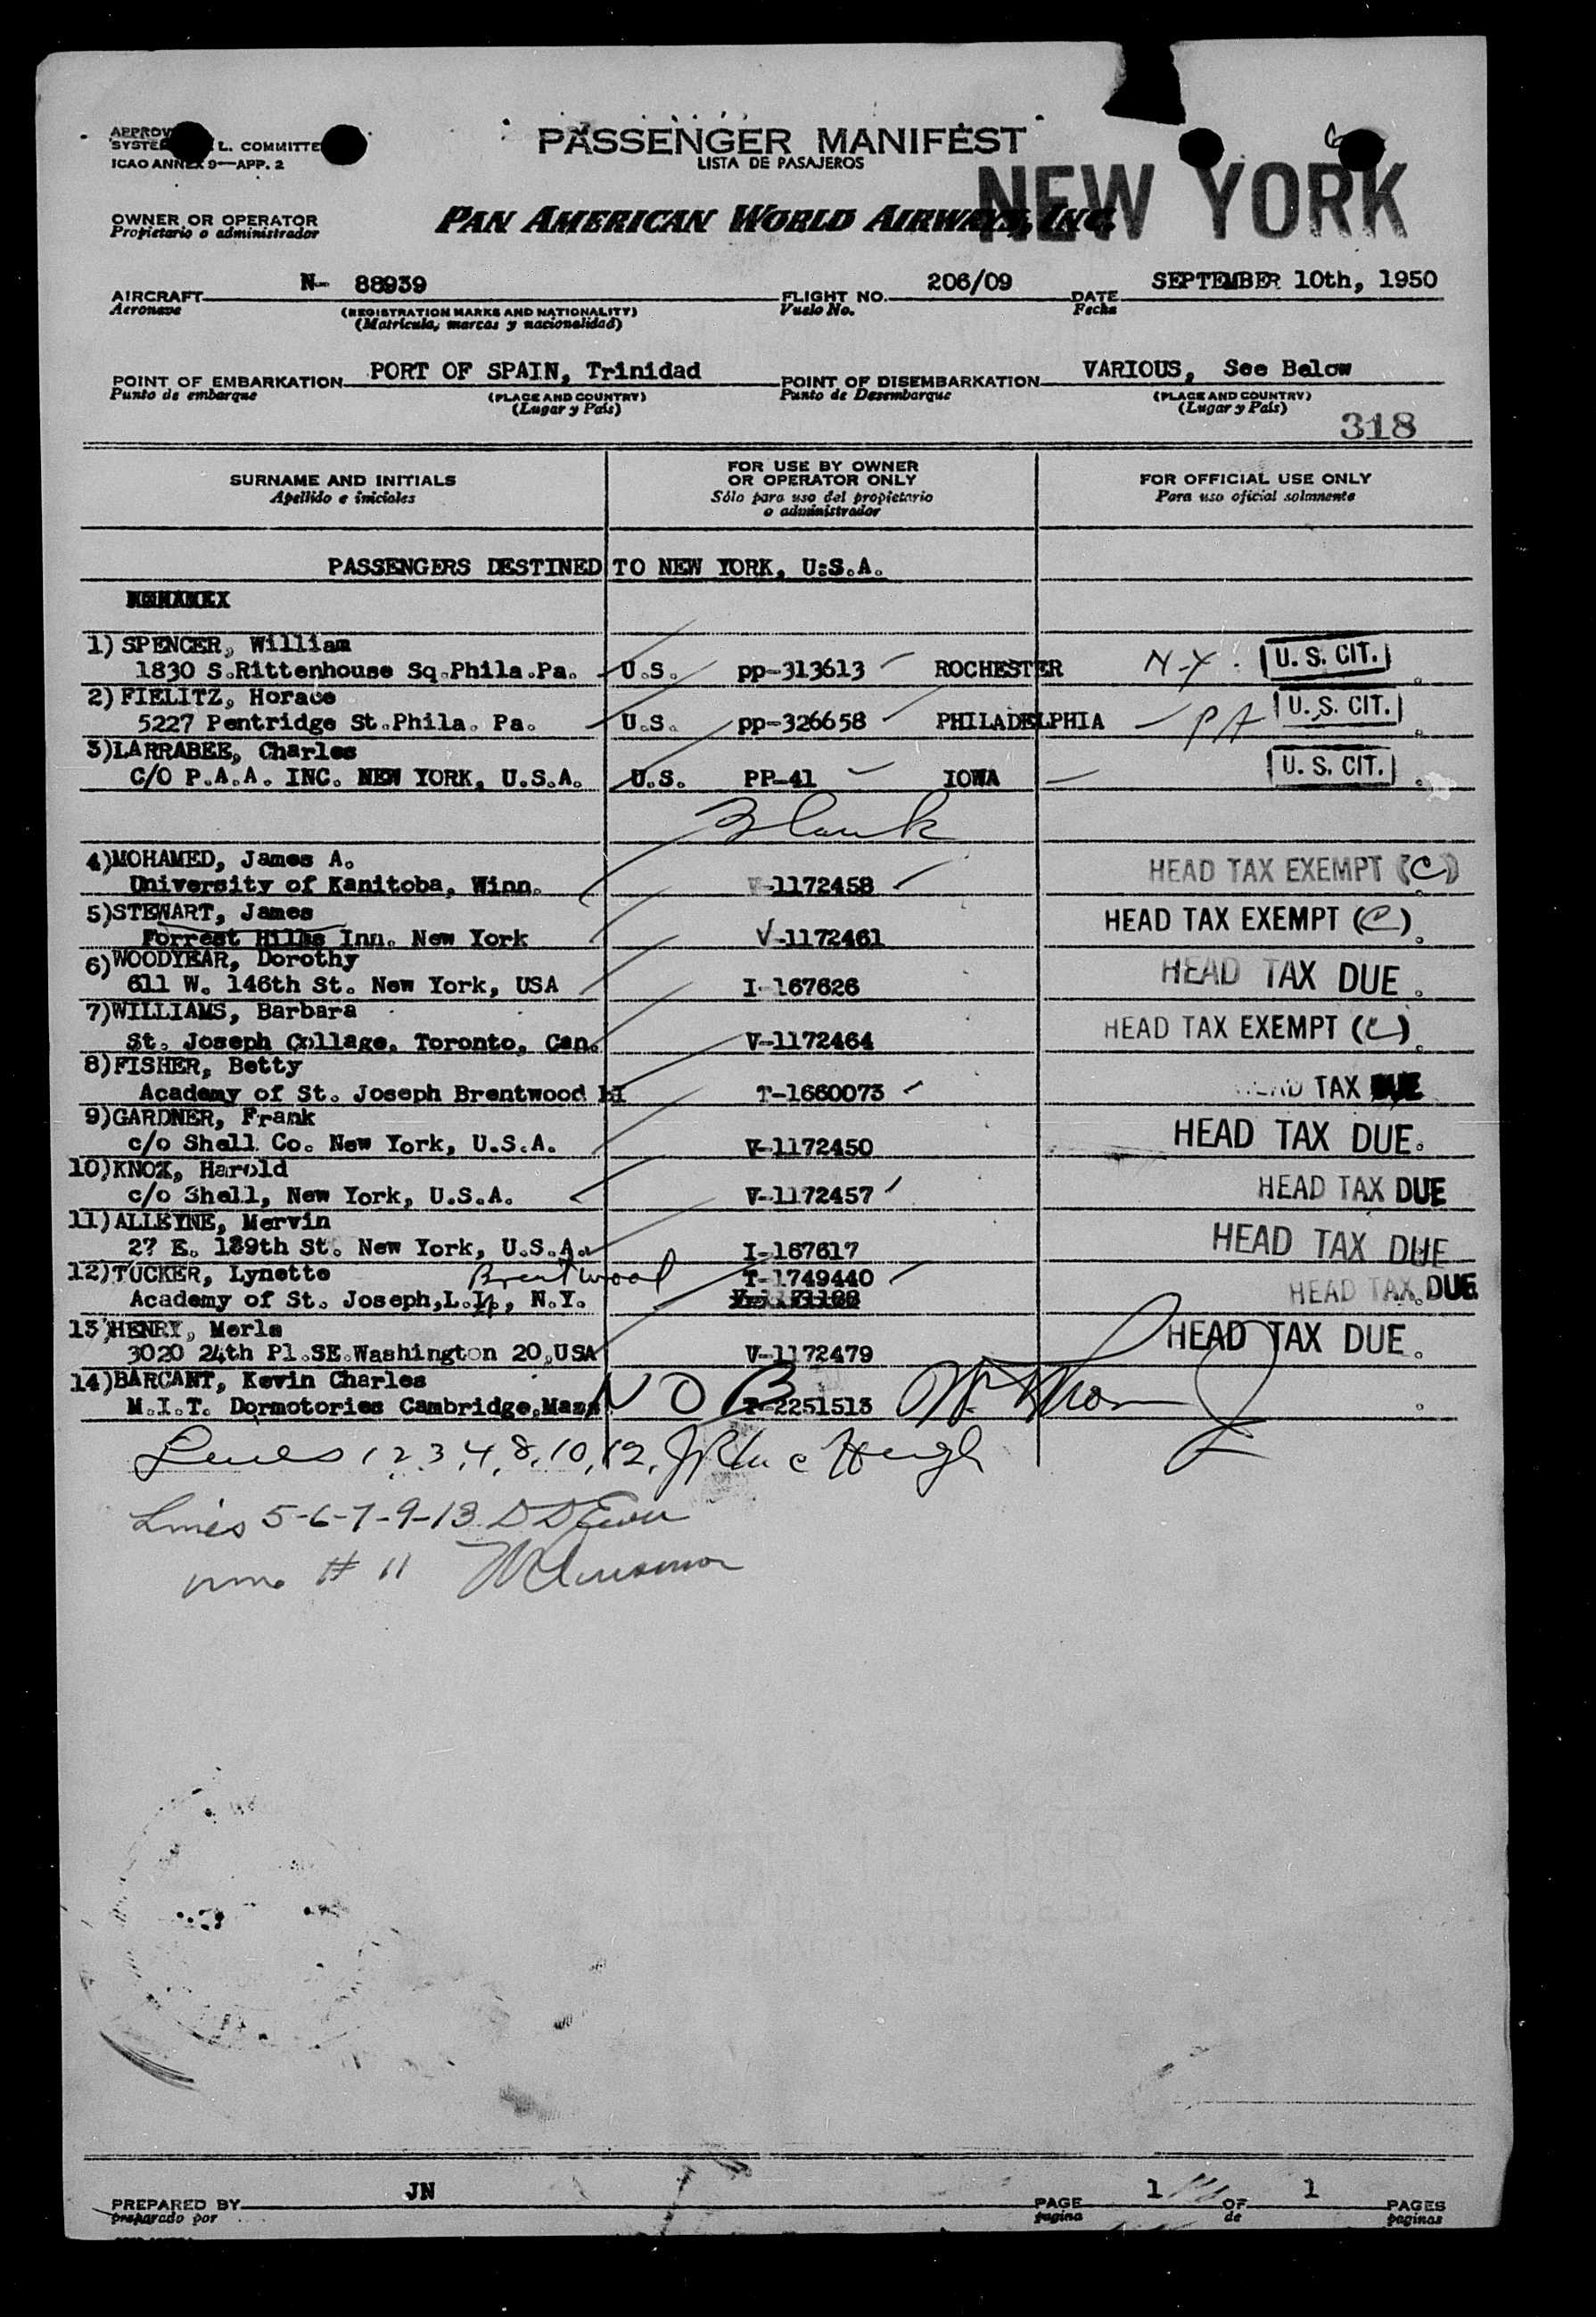 PASSENGER MANIFEST
LISTA DE PASAJEROS
L. COMMITTE
ICAO ANNEX 9—APP. 2
NEW YORK
OWNER OR OPERATOR
Propietario o administrador
PAN AMERICAN WORLD AIRWAYS, INC.
AIRCRAFT N- 88939 FLIGHT NO. 206/09 DATE SEPTEMBER 10th, 1950
Aeronave (REGISTRATION MARKS AND NATIONALITY) Vuelo No. Fecha
(Matrícula, marcas y nacionalidad)
POINT OF EMBARKATION PORT OF SPAIN, Trinidad POINT OF DISEMBARKATION VARIOUS, See Below
Punto de embarque (PLACE AND COUNTRY) Punto de Desembarque (PLACE AND COUNTRY)
(Lugar y País) (Lugar y País)
318
SURNAME AND INITIALS FOR USE BY OWNER OR OPERATOR ONLY FOR OFFICIAL USE ONLY
Apellido e iniciales Sólo para uso del propietario o administrador Para uso oficial solamente
PASSENGERS DESTINED TO NEW YORK, U.S.A.
1) SPENCER, William
1830 S.Rittenhouse Sq.Phila.Pa. U.S. pp-313613 ROCHESTER N.Y. U. S. CIT.
2) FIELITZ, Horace
5227 Pentridge St.Phila. Pa. U.S. pp-326658 PHILADELPHIA PA U. S. CIT.
3)LARRABEE, Charles
C/O P.A.A. INC. NEW YORK, U.S.A. U.S. PP-41 IOWA U. S. CIT.
Blank
4)MOHAMED, James A.
University of Kanitoba, Winn. -1172458 HEAD TAX EXEMPT (C)
5)STEWART, James
Forrest Hills Inn. New York V-1172461 HEAD TAX EXEMPT (C)
6)WOODYEAR, Dorothy
611 W. 146th St. New York, USA I-167626 HEAD TAX DUE
7)WILLIAMS, Barbara
St. Joseph Collage, Toronto, Can. V-1172464 HEAD TAX EXEMPT (C)
8)FISHER, Betty
Academy of St. Joseph Brentwood T-1660073 HEAD TAX DUE
9)GARDNER, Frank
c/o Shell Co. New York, U.S.A. V-1172450 HEAD TAX DUE
10)KNOX, Harold
c/o Shell, New York, U.S.A. V-1172457 HEAD TAX DUE
11)ALLEYNE, Mervin
27 E. 189th St. New York, U.S.A. I-167617 HEAD TAX DUE
12)TUCKER, Lynette Brentwood T-1749440
Academy of St. Joseph,L.I., N.Y. HEAD TAX DUE
13)HENRY, Merle
3020 24th Pl.SE.Washington 20,USA V-1172479 HEAD TAX DUE
14)BARCANT, Kevin Charles
M.I.T. Dormotories Cambridge,Mass N O B -2251513
Lines 1 2 3, 4, 8, 10, 12,
Lines 5-6-7-9-13
# 11
PREPARED BY JN PAGE 1 OF 1 PAGES
preparado por pagina de paginas